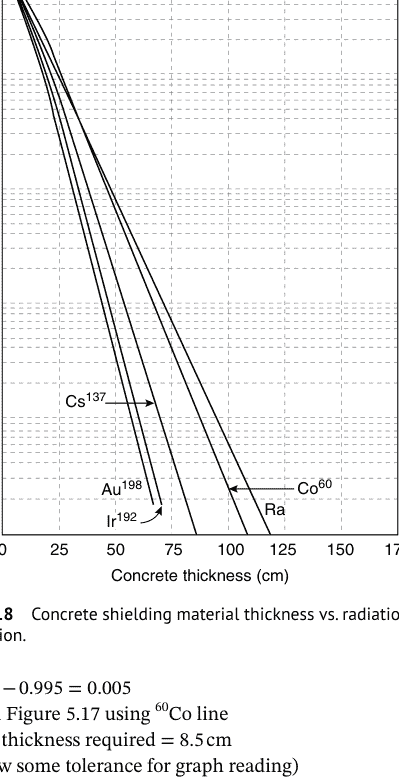 Cs¹³⁷
Au¹⁹⁸
Co⁶⁰
Ra
Ir¹⁹²
0 25 50 75 100 125 150 17
Concrete thickness (cm)
.8 Concrete shielding material thickness vs. radiatio
ion.
− 0.995 = 0.005
Figure 5.17 using ⁶⁰Co line
thickness required = 8.5 cm
w some tolerance for graph reading)